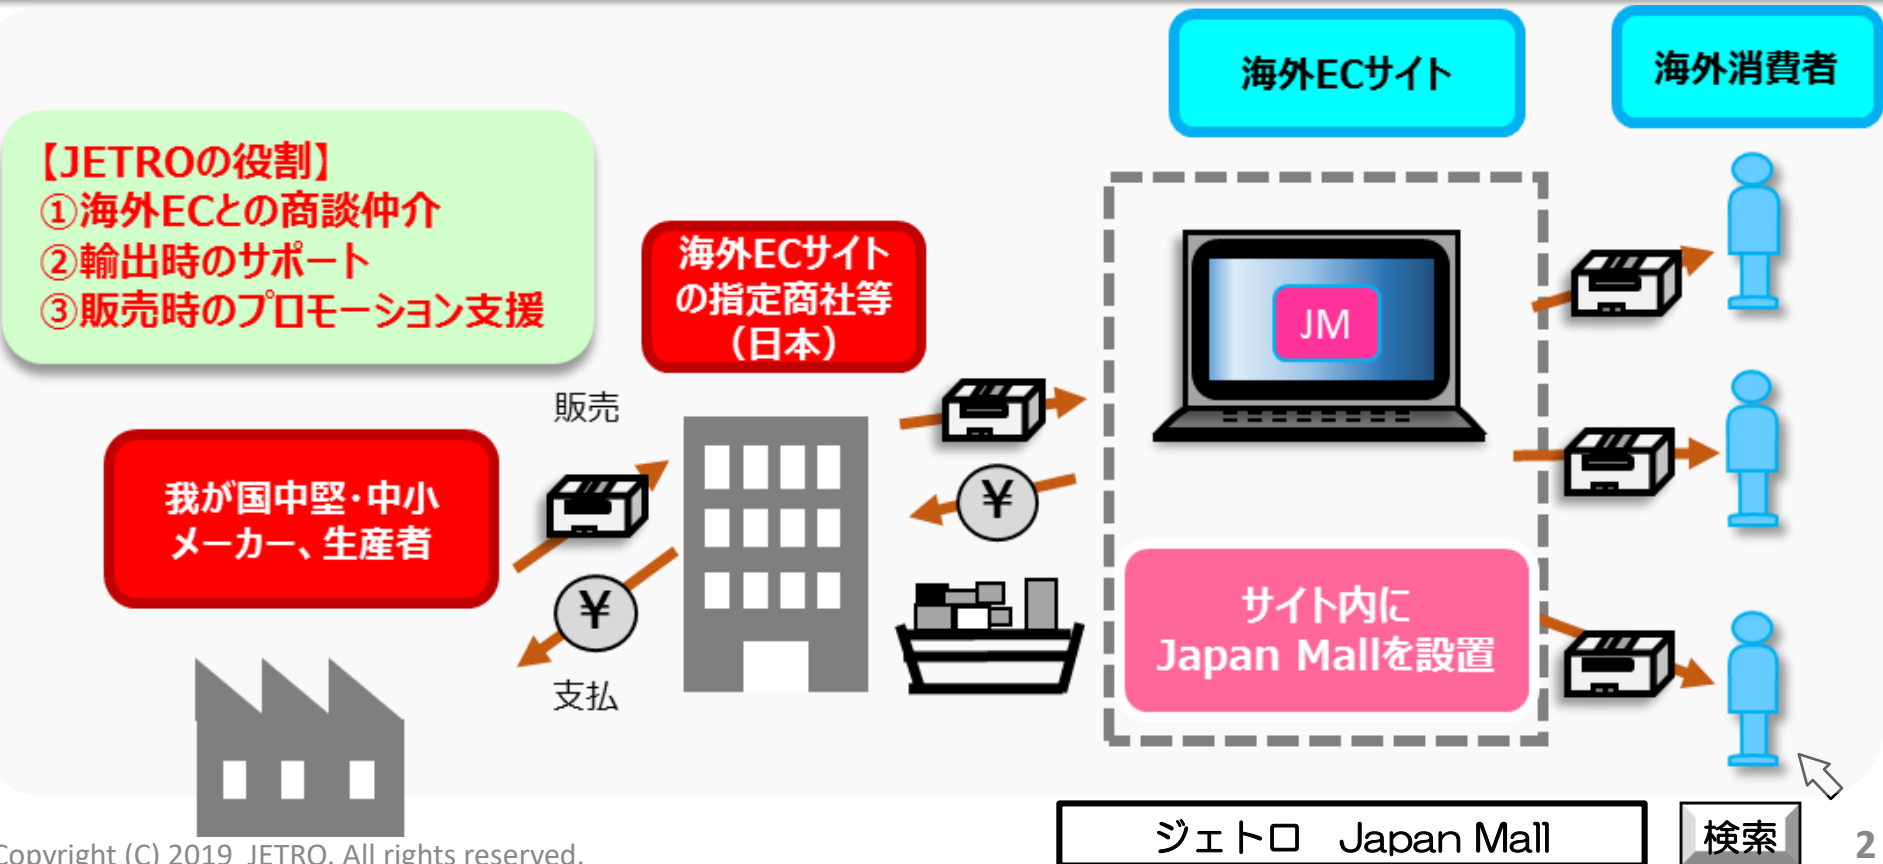 海外ECサイト
海外消費者
【JETROの役割】
①海外ECとの商談仲介
②輸出時のサポート
③販売時のプロモーション支援
海外ECサイト
の指定商社等
（日本）
JM
販売
我が国中堅・中小
メーカー、生産者
¥
¥
支払
サイト内に
Japan Mallを設置
ジェトロ Japan Mall
検索
2
Copyright (C) 2019 JETRO. All rights reserved.